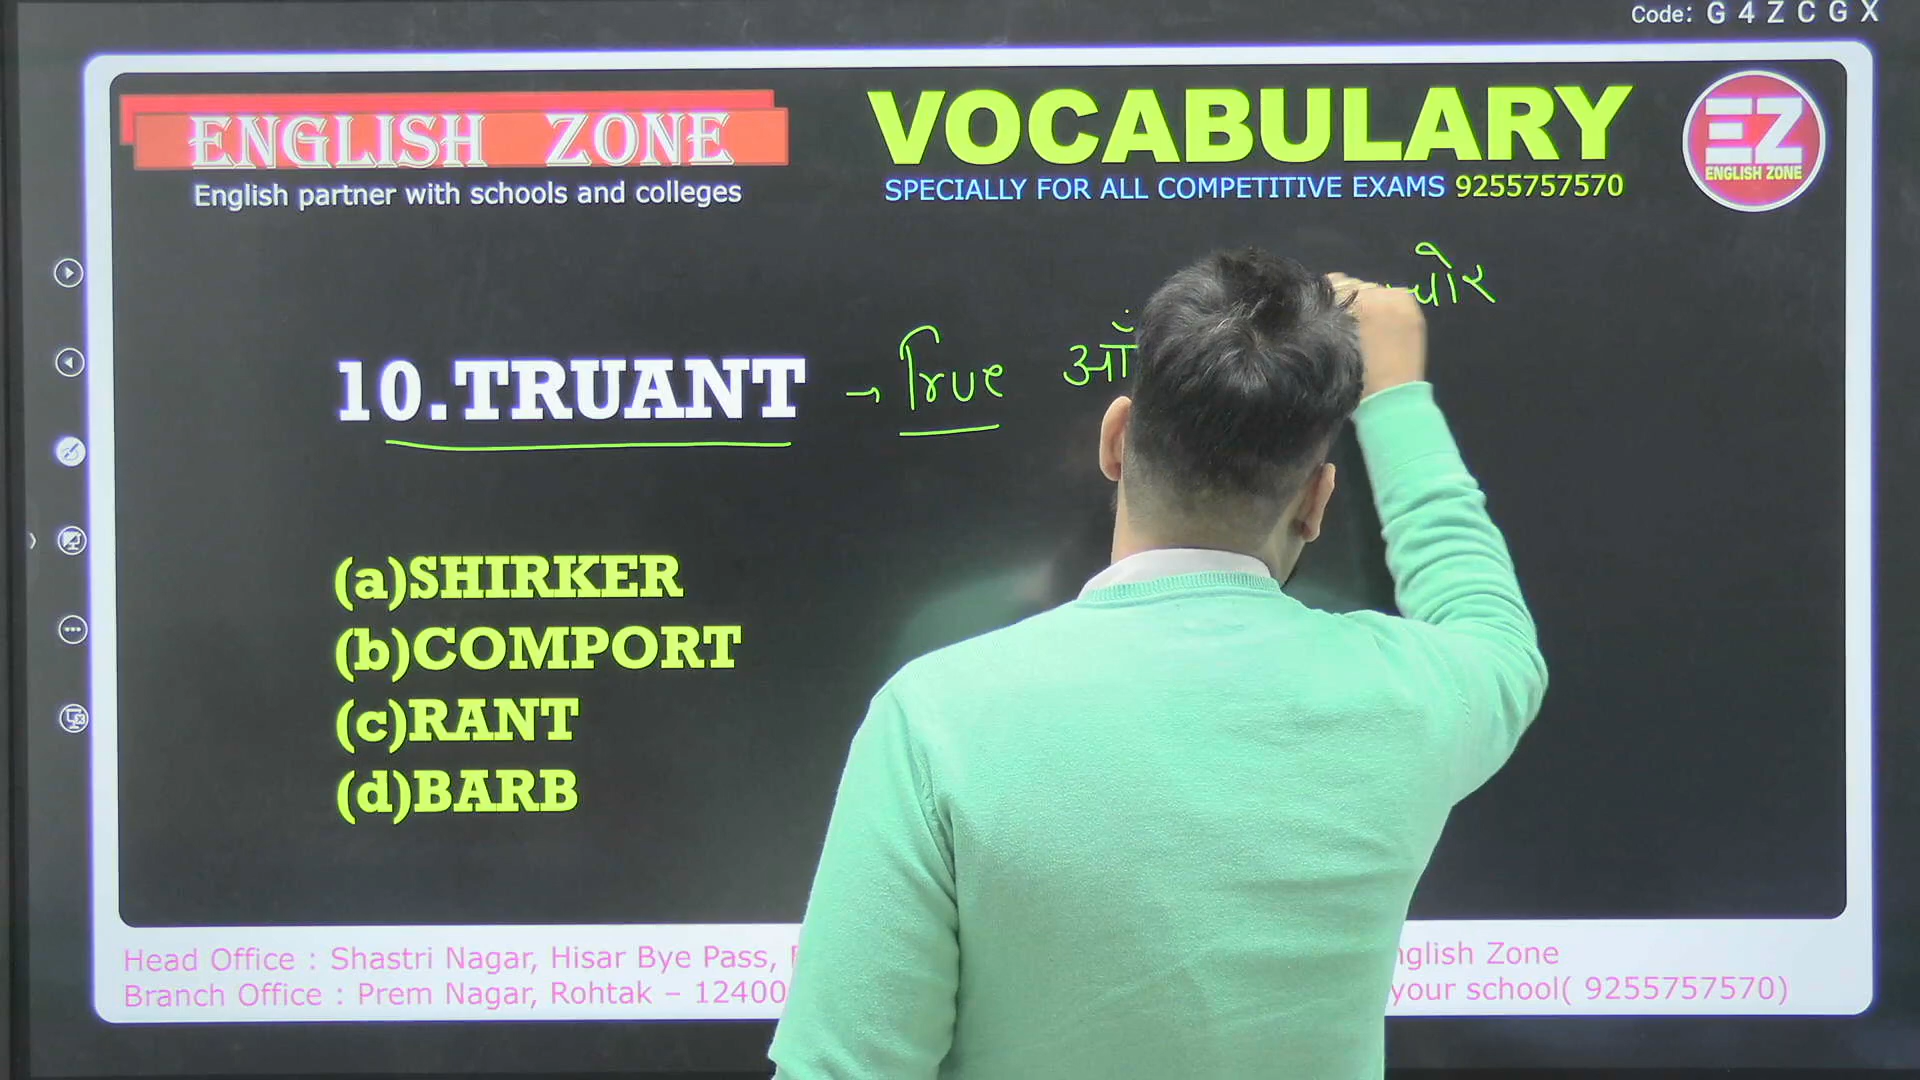 Code: G 4 Z C G X
ENGLISH ZONE
English partner with schools and colleges
VOCABULARY
SPECIALLY FOR ALL COMPETITIVE EXAMS 9255757570
EZ
ENGLISH ZONE
10.TRUANT → True
(a)SHIRKER
(b)COMPORT
(c)RANT
(d)BARB
Head Office : Shastri Nagar, Hisar Bye Pass, nglish Zone
Branch Office : Prem Nagar, Rohtak – 12400 your school( 9255757570)